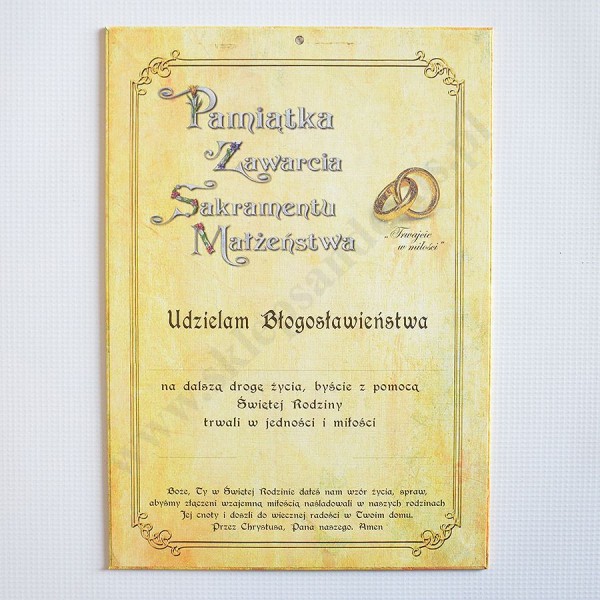 Pamiątka
Zawarcia
Sakramentu
Małżeństwa
„Trwajcie
w miłości”
Udzielam Błogosławieństwa
na dalszą drogę życia, byście z pomocą
Świętej Rodziny
trwali w jedności i miłości
Boże, Ty w Świętej Rodzinie dałeś nam wzór życia, spraw,
abyśmy złączeni wzajemną miłością naśladowali w naszych rodzinach
Jej cnoty i doszli do wiecznej radości w Twoim domu.
Przez Chrystusa, Pana naszego. Amen